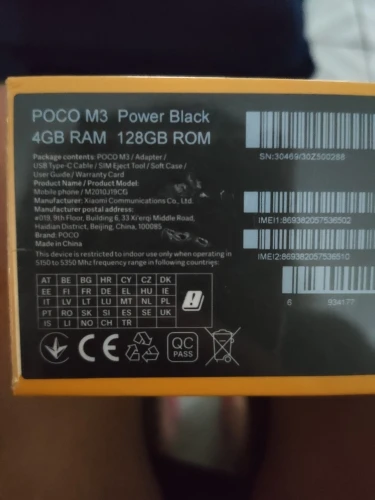 POCO M3 Power Black
4GB RAM 128GB ROM
Package contents: POCO M3 / Adapter /
USB Type-C Cable / SIM Eject Tool / Soft Case /
User Guide / Warranty Card
Product Name / Product Model:
Mobile phone / M2010J19CG
Manufacturer: Xiaomi Communications Co., Ltd.
Manufacturer postal address:
#019, 9th Floor, Building 6, 33 Xi'erqi Middle Road,
Haidian District, Beijing, China, 100085
Brand: POCO
Made in China
This device is restricted to indoor use only when operating in
5150 to 5350 Mhz frequency range in following countries:
AT BE BG HR CY CZ DK
EE FI FR DE EL HU IE
IT LV LT LU MT NL PL
PT RO SK SI ES SE UK
IS LI NO CH TR
CE
QC
PASS
SN:30469/30Z500268
IMEI1:869382057536502
IMEI2:869382057536510
6 934177